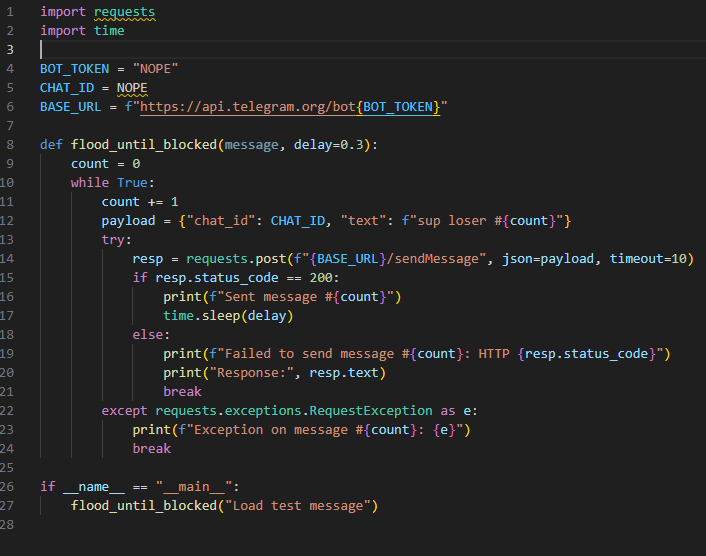 1 import requests
2 import time
3
4 BOT_TOKEN = "NOPE"
5 CHAT_ID = NOPE
6 BASE_URL = f"https://api.telegram.org/bot{BOT_TOKEN}"
7
8 def flood_until_blocked(message, delay=0.3):
9     count = 0
10     while True:
11         count += 1
12         payload = {"chat_id": CHAT_ID, "text": f"sup loser #{count}"}
13         try:
14             resp = requests.post(f"{BASE_URL}/sendMessage", json=payload, timeout=10)
15             if resp.status_code == 200:
16                 print(f"Sent message #{count}")
17                 time.sleep(delay)
18             else:
19                 print(f"Failed to send message #{count}: HTTP {resp.status_code}")
20                 print("Response:", resp.text)
21                 break
22         except requests.exceptions.RequestException as e:
23             print(f"Exception on message #{count}: {e}")
24             break
25
26 if __name__ == "__main__":
27     flood_until_blocked("Load test message")
28